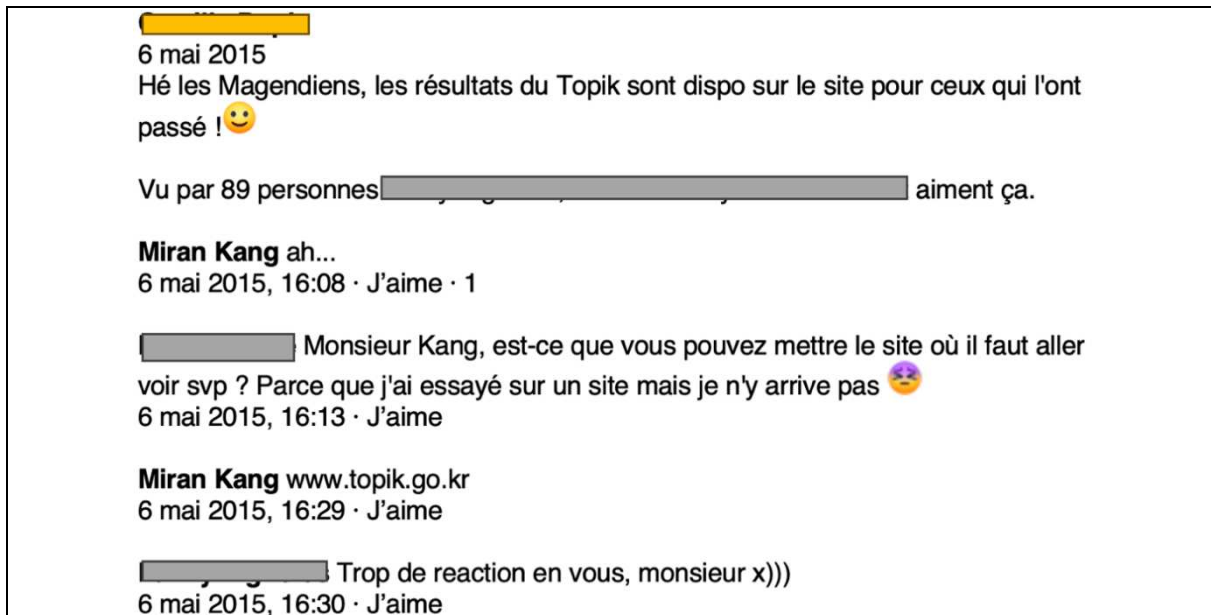 6 mai 2015
Hé les Magendiens, les résultats du Topik sont dispo sur le site pour ceux qui l'ont
passé !
Vu par 89 personnes aiment ça.
Miran Kang ah...
6 mai 2015, 16:08 · J'aime · 1
Monsieur Kang, est-ce que vous pouvez mettre le site où il faut aller
voir svp ? Parce que j'ai essayé sur un site mais je n'y arrive pas
6 mai 2015, 16:13 · J'aime
Miran Kang www.topik.go.kr
6 mai 2015, 16:29 · J'aime
Trop de reaction en vous, monsieur x)))
6 mai 2015, 16:30 · J'aime